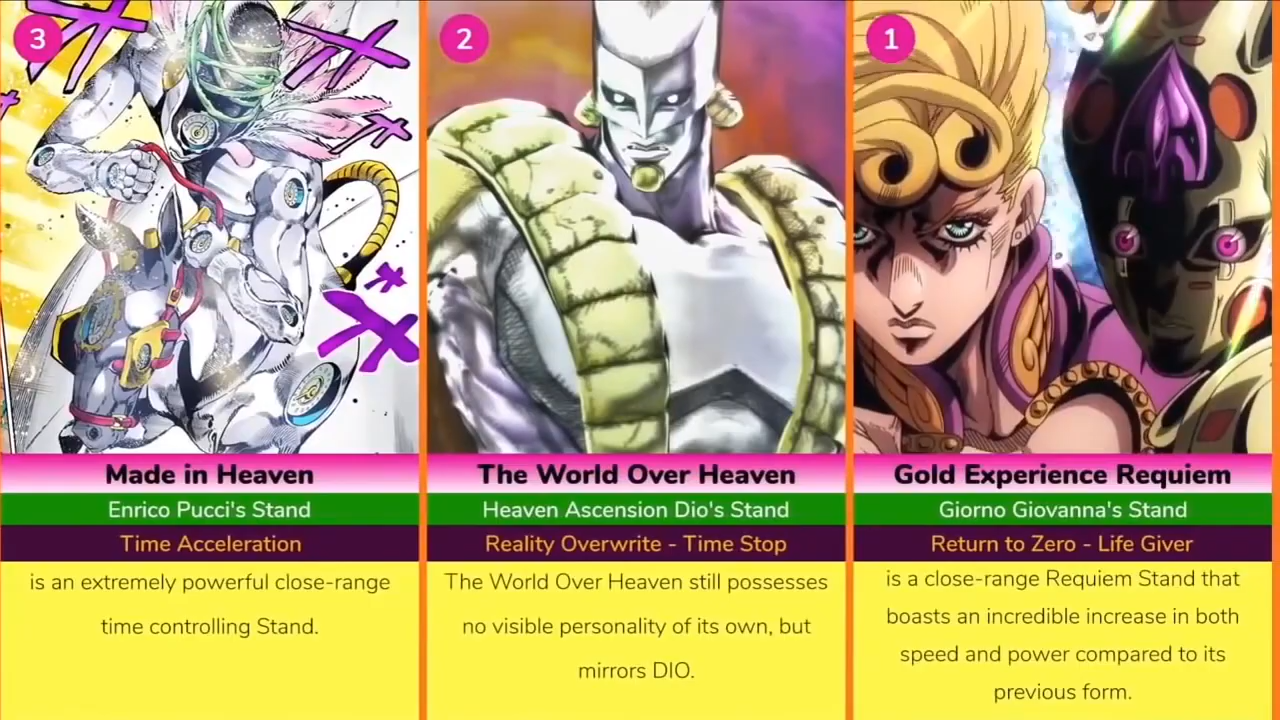 3
Made in Heaven
Enrico Pucci's Stand
Time Acceleration
is an extremely powerful close-range
time controlling Stand.
2
The World Over Heaven
Heaven Ascension Dio's Stand
Reality Overwrite - Time Stop
The World Over Heaven still possesses
no visible personality of its own, but
mirrors DIO.
1
Gold Experience Requiem
Giorno Giovanna's Stand
Return to Zero - Life Giver
is a close-range Requiem Stand that
boasts an incredible increase in both
speed and power compared to its
previous form.